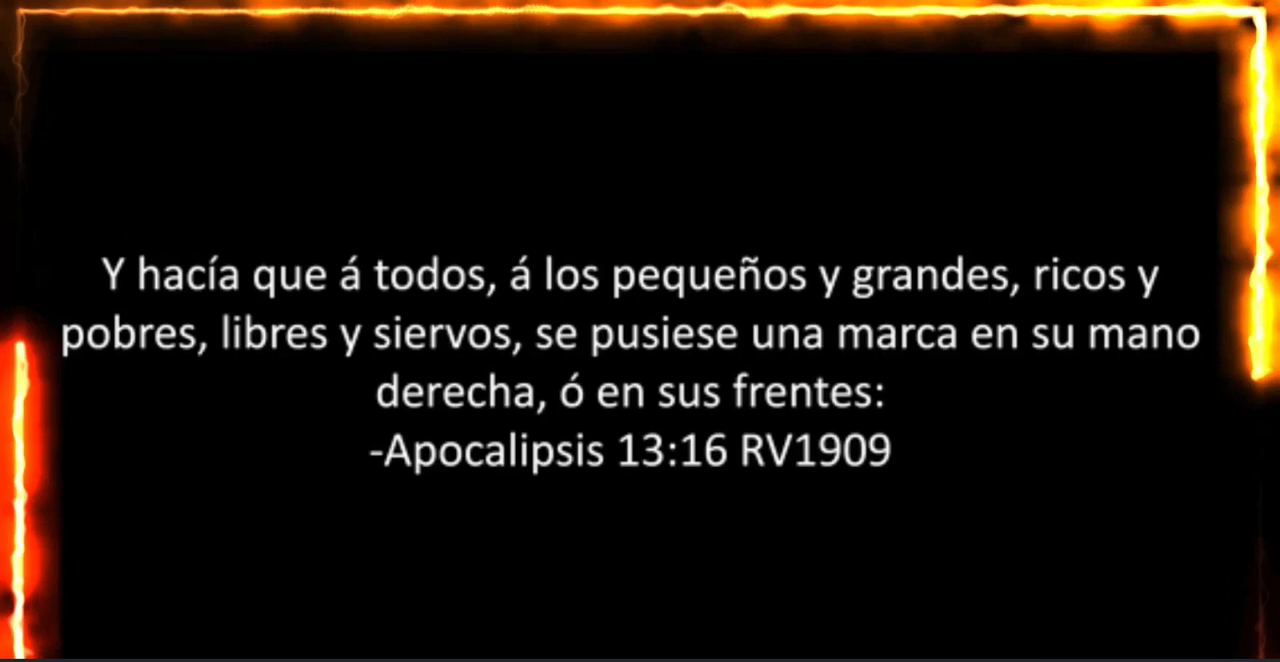 Y hacía que á todos, á los pequeños y grandes, ricos y
pobres, libres y siervos, se pusiese una marca en su mano
derecha, ó en sus frentes:
-Apocalipsis 13:16 RV1909